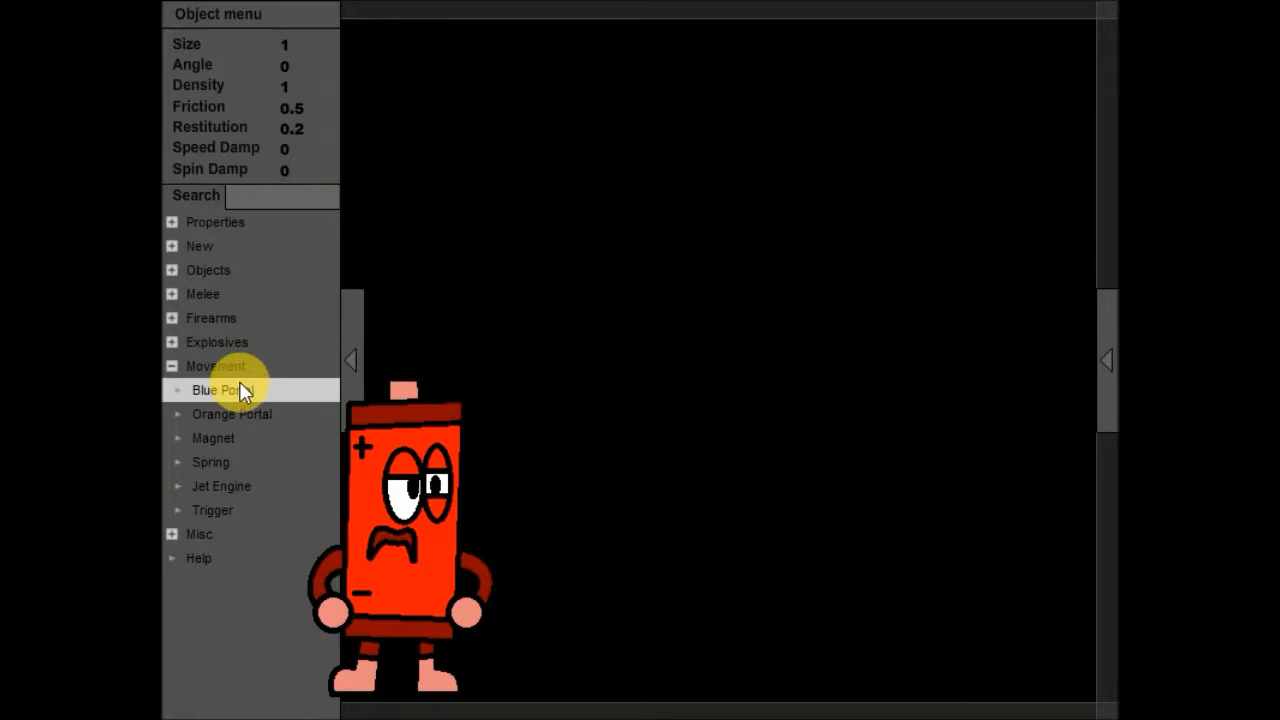 Object menu
Size 1
Angle 0
Density 1
Friction 0.5
Restitution 0.2
Speed Damp 0
Spin Damp 0
Search
Properties
New
Objects
Melee
Firearms
Explosives
Movement
Blue Portal
Orange Portal
Magnet
Spring
Jet Engine
Trigger
Misc
Help